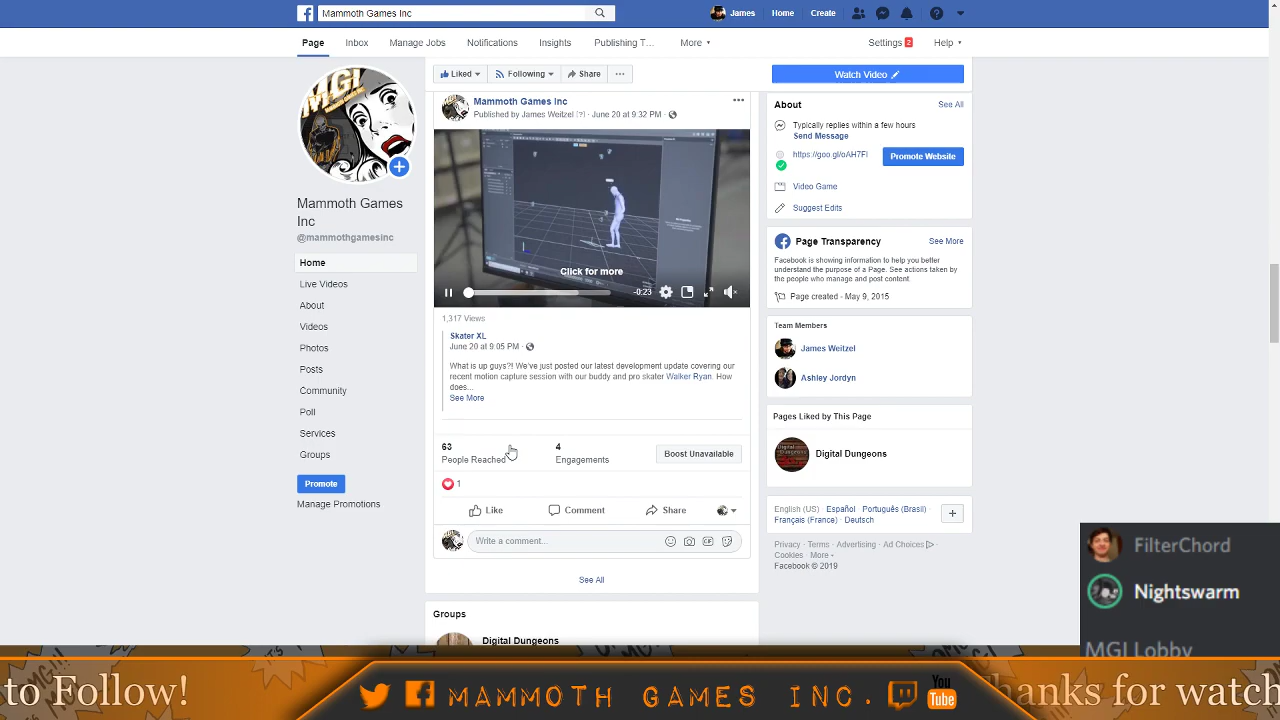 Mammoth Games Inc
James
Home
Create
Page
Inbox
Manage Jobs
Notifications
Insights
Publishing T...
More
Settings 2
Help
Liked
Following
Share
Watch Video
MGI
Mammoth Games
Inc
@mammothgamesinc
Home
Live Videos
About
Videos
Photos
Posts
Community
Poll
Services
Groups
Promote
Manage Promotions
Mammoth Games Inc
Published by James Weitzel [?] · June 20 at 9:32 PM ·
Click for more
-0:23
1,317 Views
Skater XL
June 20 at 9:05 PM ·
What is up guys?! We've just posted our latest development update covering our
recent motion capture session with our buddy and pro skater Walker Ryan. How
does...
See More
63
People Reached
4
Engagements
Boost Unavailable
1
Like
Comment
Share
Write a comment...
See All
Groups
Digital Dungeons
About
See All
Typically replies within a few hours
Send Message
https://goo.gl/oAH7FI
Promote Website
Video Game
Suggest Edits
Page Transparency
See More
Facebook is showing information to help you better
understand the purpose of a Page. See actions taken by
the people who manage and post content.
Page created - May 9, 2015
Team Members
James Weitzel
Ashley Jordyn
Pages Liked by This Page
Digital Dungeons
English (US) · Español · Português (Brasil) ·
Français (France) · Deutsch
Privacy · Terms · Advertising · Ad Choices ·
Cookies · More
Facebook © 2019
FilterChord
Nightswarm
MGI Lobby
to Follow!
MAMMOTH GAMES INC.
You
Tube
Thanks for watch